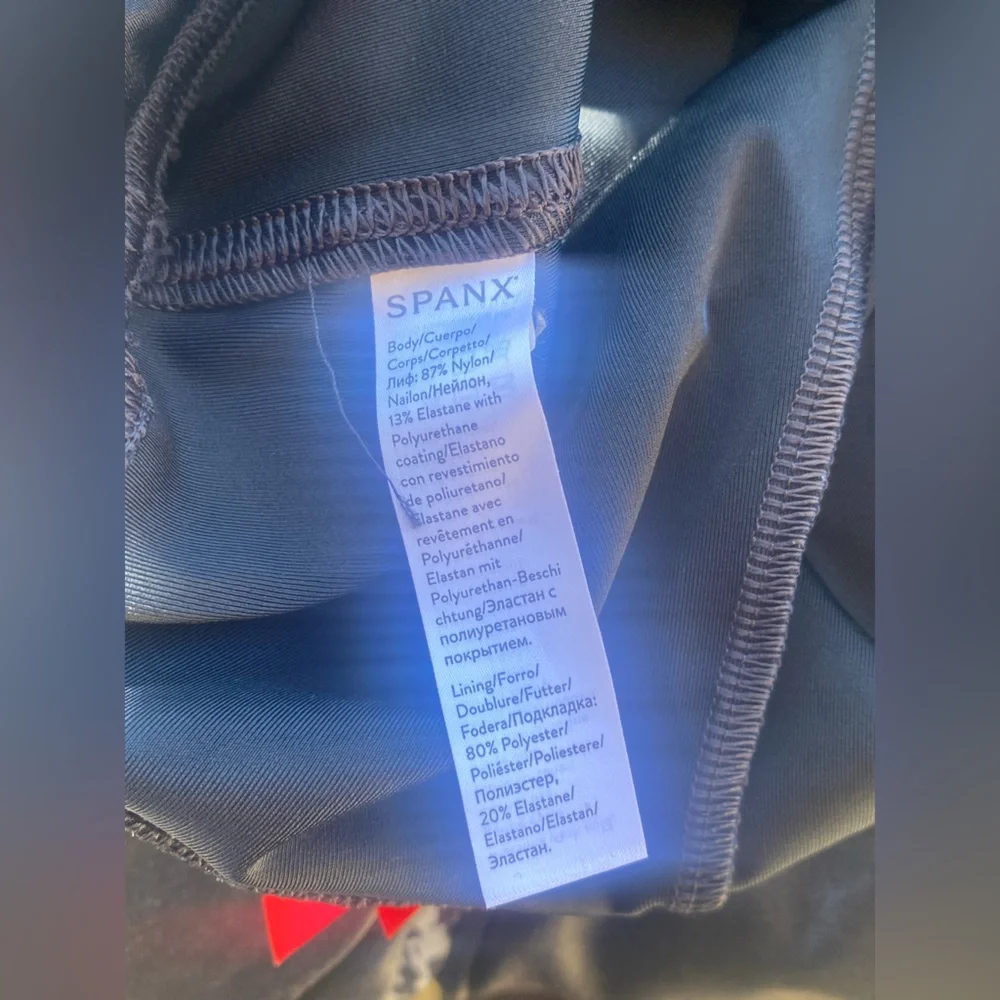 SPANX®
Body/Cuerpo/
Corps/Corpetto/
Лиф: 87% Nylon/
Nailon/Нейлон,
13% Elastane with
Polyurethane
coating/Elastano
con revestimiento
de poliuretano/
Elastane avec
revêtement en
Polyuréthanne/
Elastan mit
Polyurethan-Beschi
chtung/Эластан с
полиуретановым
покрытием.
Lining/Forro/
Doublure/Futter/
Fodera/Подкладка:
80% Polyester/
Poliéster/Poliestere/
Полиэстер,
20% Elastane/
Elastano/Elastan/
Эластан.